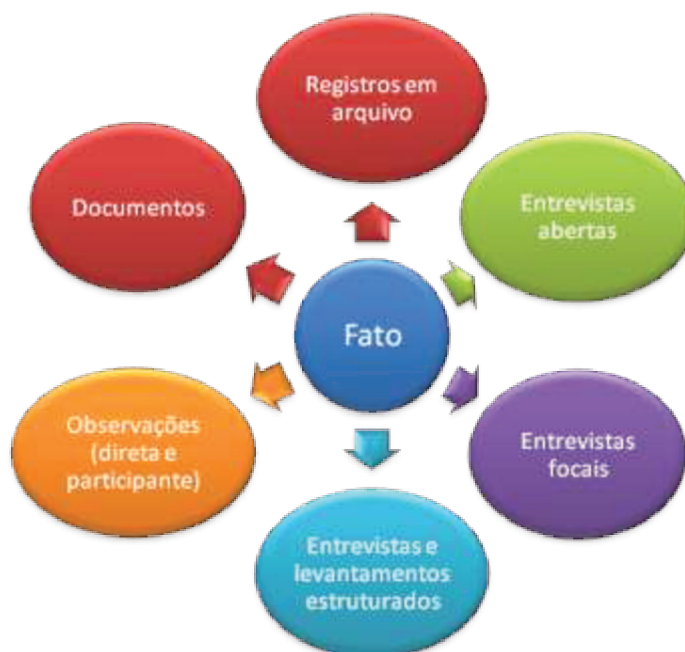 Registros em
arquivo
Documentos
Entrevistas
abertas
Fato
Observações
(direta e
participante)
Entrevistas
focais
Entrevistas e
levantamentos
estruturados